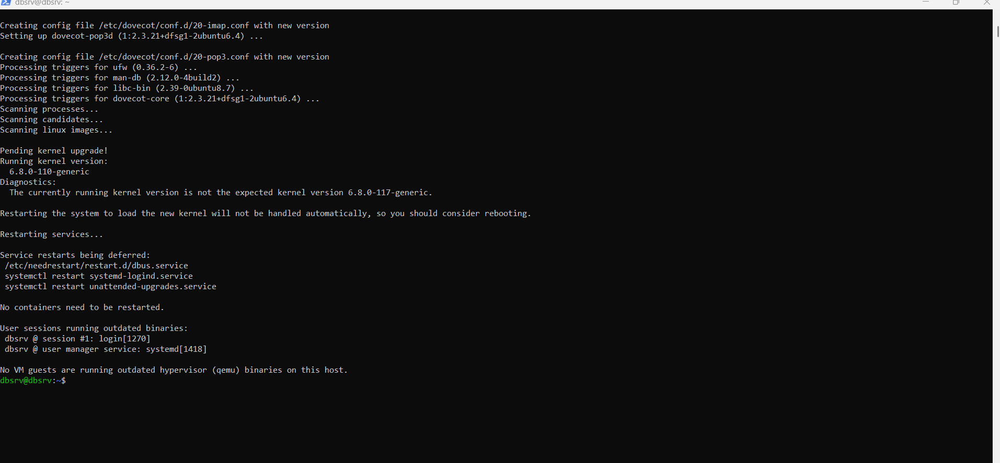 dbsrv@dbsrv: ~
Creating config file /etc/dovecot/conf.d/20-imap.conf with new version
Setting up dovecot-pop3d (1:2.3.21+dfsg1-2ubuntu6.4) ...
Creating config file /etc/dovecot/conf.d/20-pop3.conf with new version
Processing triggers for ufw (0.36.2-6) ...
Processing triggers for man-db (2.12.0-4build2) ...
Processing triggers for libc-bin (2.39-0ubuntu8.7) ...
Processing triggers for dovecot-core (1:2.3.21+dfsg1-2ubuntu6.4) ...
Scanning processes...
Scanning candidates...
Scanning linux images...
Pending kernel upgrade!
Running kernel version:
  6.8.0-110-generic
Diagnostics:
  The currently running kernel version is not the expected kernel version 6.8.0-117-generic.
Restarting the system to load the new kernel will not be handled automatically, so you should consider rebooting.
Restarting services...
Service restarts being deferred:
 /etc/needrestart/restart.d/dbus.service
 systemctl restart systemd-logind.service
 systemctl restart unattended-upgrades.service
No containers need to be restarted.
User sessions running outdated binaries:
 dbsrv @ session #1: login[1270]
 dbsrv @ user manager service: systemd[1418]
No VM guests are running outdated hypervisor (qemu) binaries on this host.
dbsrv@dbsrv:~$